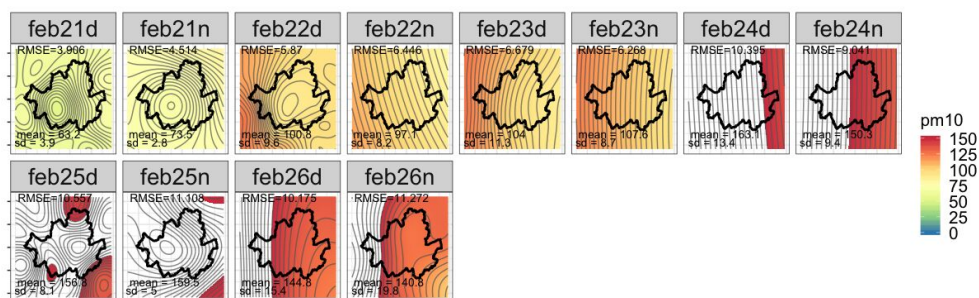 feb21d feb21n feb22d feb22n feb23d feb23n feb24d feb24n
RMSE=3.906 RMSE=4.514 RMSE=5.87 RMSE=6.446 RMSE=6.679 RMSE=6.268 RMSE=10.395 RMSE=9.041
mean = 63.2 mean = 73.5 mean = 100.8 mean = 97.1 mean = 104 mean = 107.6 mean = 163.1 mean = 150.3
sd = 3.9 sd = 2.8 sd = 9.6 sd = 8.2 sd = 11.3 sd = 8.7 sd = 13.4 sd = 9.4
feb25d feb25n feb26d feb26n
RMSE=10.557 RMSE=11.108 RMSE=10.175 RMSE=11.272
mean = 156.8 mean = 159.5 mean = 144.8 mean = 140.8
sd = 8.1 sd = 5 sd = 15.4 sd = 19.8
pm10
150
125
100
75
50
25
0